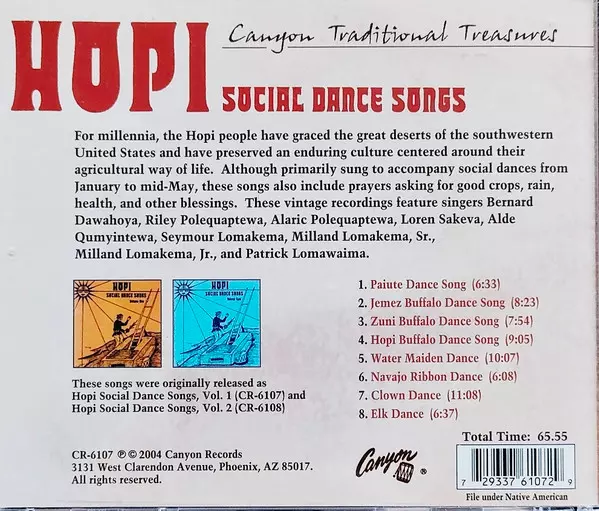 HOPI
Canyon Traditional Treasures
SOCIAL DANCE SONGS
For millennia, the Hopi people have graced the great deserts of the southwestern
United States and have preserved an enduring culture centered around their
agricultural way of life. Although primarily sung to accompany social dances from
January to mid-May, these songs also include prayers asking for good crops, rain,
health, and other blessings. These vintage recordings feature singers Bernard
Dawahoya, Riley Polequaptewa, Alaric Polequaptewa, Loren Sakeva, Alde
Qumyintewa, Seymour Lomakema, Milland Lomakema, Sr.,
Milland Lomakema, Jr., and Patrick Lomawaima.
HOPI
SOCIAL DANCE SONGS
HOPI
SOCIAL DANCE SONGS
These songs were originally released as
Hopi Social Dance Songs, Vol. 1 (CR-6107) and
Hopi Social Dance Songs, Vol. 2 (CR-6108)
1. Paiute Dance Song (6:33)
2. Jemez Buffalo Dance Song (8:23)
3. Zuni Buffalo Dance Song (7:54)
4. Hopi Buffalo Dance Song (9:05)
5. Water Maiden Dance (10:07)
6. Navajo Ribbon Dance (6:08)
7. Clown Dance (11:08)
8. Elk Dance (6:37)
Total Time: 65.55
CR-6107 ℗ © 2004 Canyon Records
3131 West Clarendon Avenue, Phoenix, AZ 85017.
All rights reserved.
Canyon ®
7 29337 61072 9
File under Native American